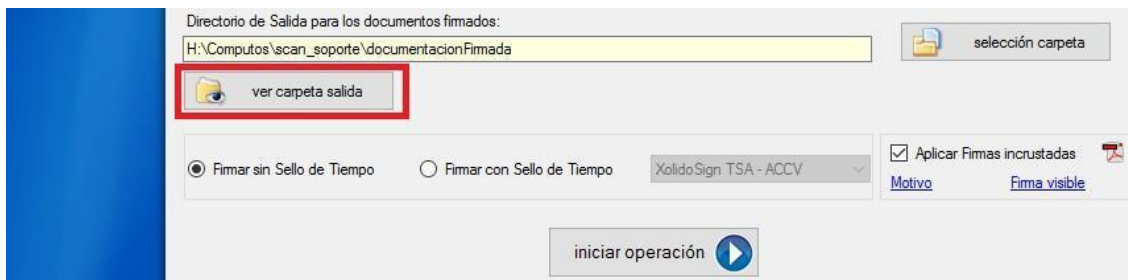 Directorio de Salida para los documentos firmados:
H:\Computos\scan_soporte\documentacionFirmada
selección carpeta
ver carpeta salida
Firmar sin Sello de Tiempo
Firmar con Sello de Tiempo
XolidoSign TSA - ACCV
Aplicar Firmas incrustadas
Motivo
Firma visible
iniciar operación